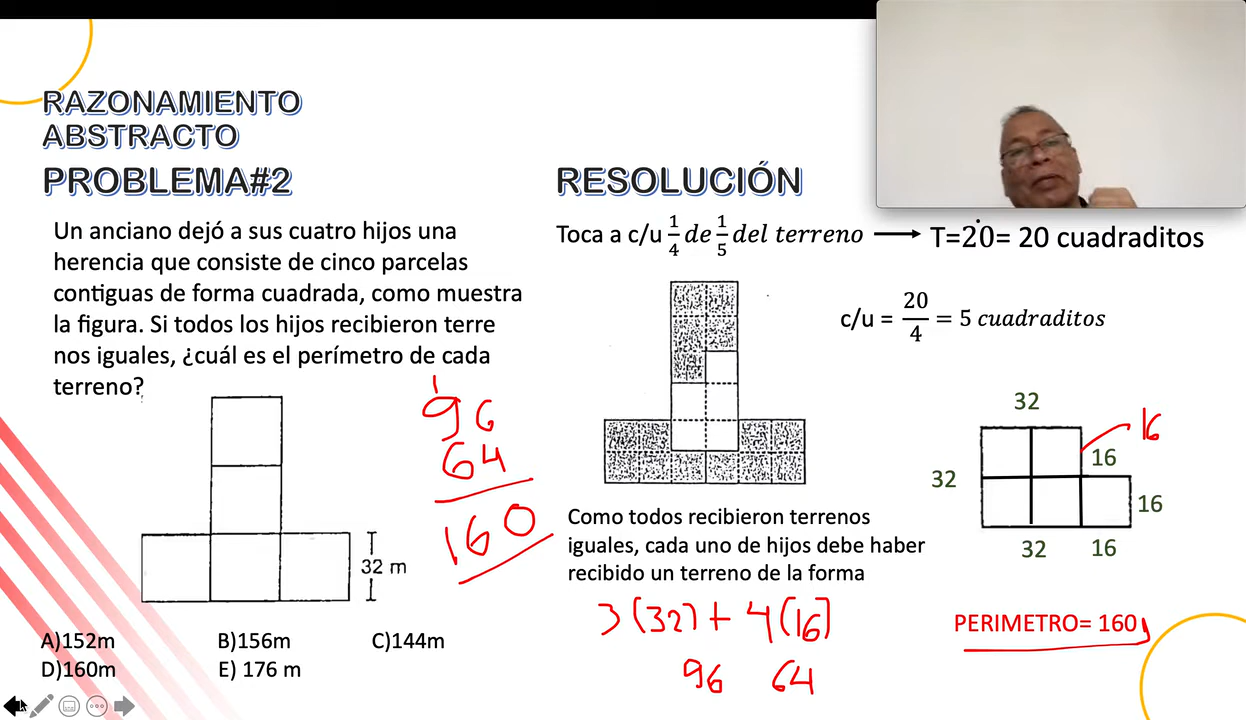 RAZONAMIENTO
ABSTRACTO
PROBLEMA#2
Un anciano dejó a sus cuatro hijos una
herencia que consiste de cinco parcelas
contiguas de forma cuadrada, como muestra
la figura. Si todos los hijos recibieron terre
nos iguales, ¿cuál es el perímetro de cada
terreno?
32 m
A)152m B)156m C)144m
D)160m E) 176 m
1
96
64
160
RESOLUCIÓN
Toca a c/u 1/4 de 1/5 del terreno → T=2̇0= 20 cuadraditos
c/u = 20/4 = 5 cuadraditos
Como todos recibieron terrenos
iguales, cada uno de hijos debe haber
recibido un terreno de la forma
3(32) + 4(16)
96 64
32
16
16
32
16
32 16
PERIMETRO= 160